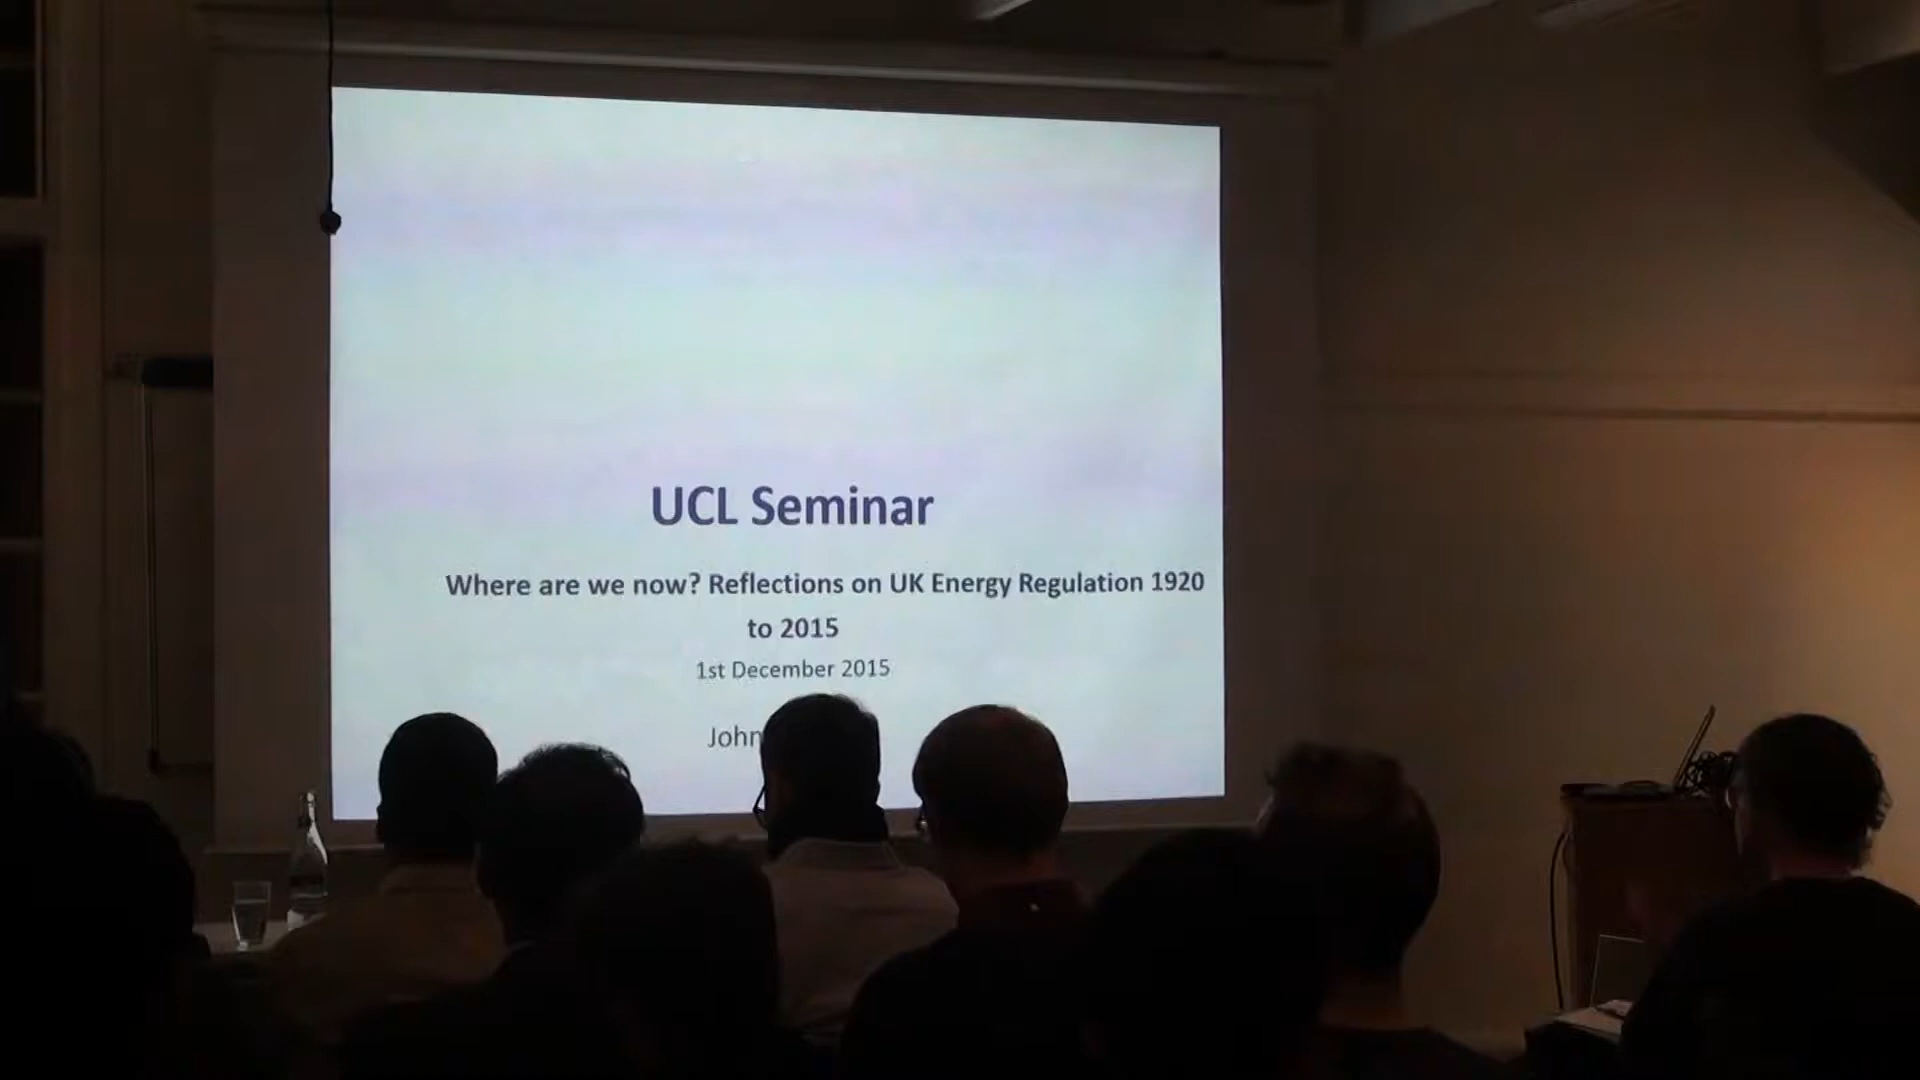 UCL Seminar
Where are we now? Reflections on UK Energy Regulation 1920
to 2015
1st December 2015
John